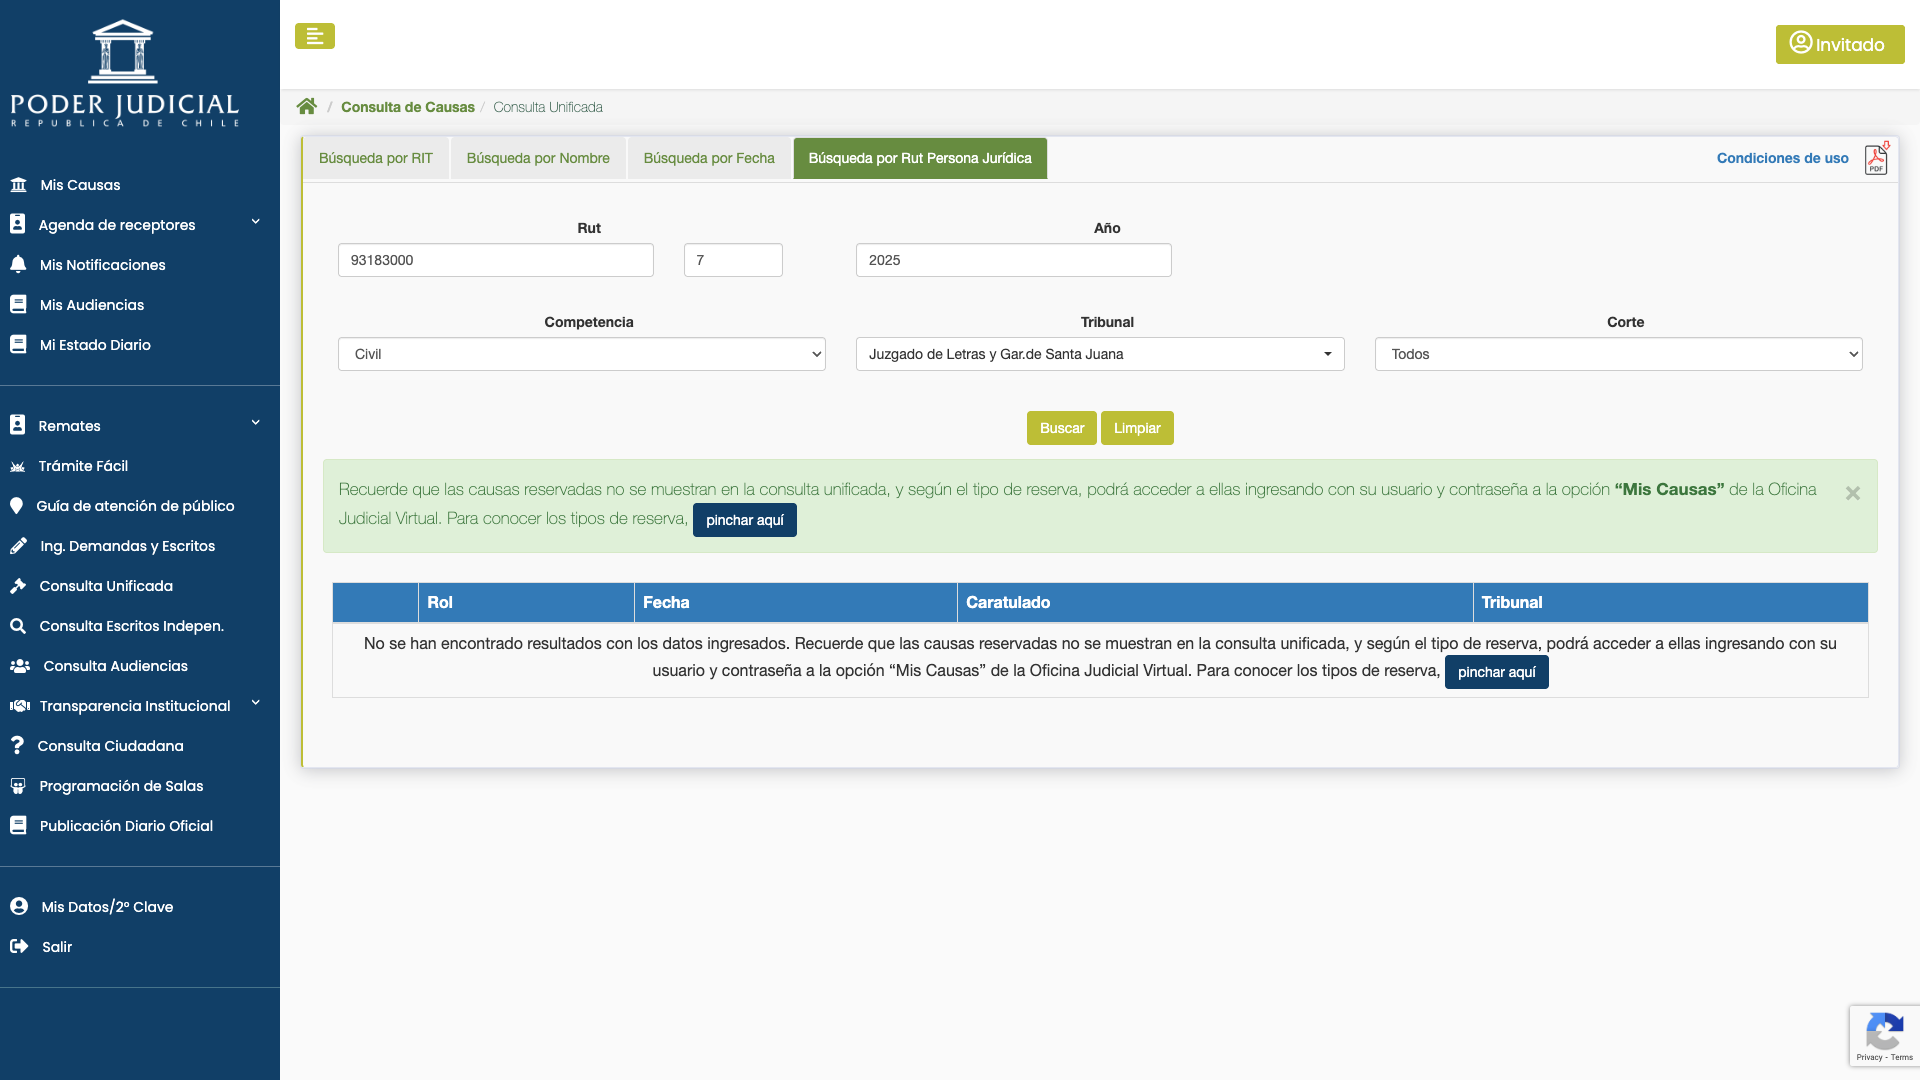 PODER JUDICIAL
REPUBLICA DE CHILE
Mis Causas
Agenda de receptores
Mis Notificaciones
Mis Audiencias
Mi Estado Diario
Remates
Trámite Fácil
Guía de atención de público
Ing. Demandas y Escritos
Consulta Unificada
Consulta Escritos Indepen.
Consulta Audiencias
Transparencia Institucional
Consulta Ciudadana
Programación de Salas
Publicación Diario Oficial
Mis Datos/2º Clave
Salir
Invitado
/ Consulta de Causas / Consulta Unificada
Búsqueda por RIT
Búsqueda por Nombre
Búsqueda por Fecha
Búsqueda por Rut Persona Jurídica
Condiciones de uso
PDF
Rut
Año
93183000
7
2025
Competencia
Tribunal
Corte
Civil
Juzgado de Letras y Gar.de Santa Juana
Todos
Buscar
Limpiar
Recuerde que las causas reservadas no se muestran en la consulta unificada, y según el tipo de reserva, podrá acceder a ellas ingresando con su usuario y contraseña a la opción “Mis Causas” de la Oficina
Judicial Virtual. Para conocer los tipos de reserva, pinchar aquí
×
Rol
Fecha
Caratulado
Tribunal
No se han encontrado resultados con los datos ingresados. Recuerde que las causas reservadas no se muestran en la consulta unificada, y según el tipo de reserva, podrá acceder a ellas ingresando con su
usuario y contraseña a la opción “Mis Causas” de la Oficina Judicial Virtual. Para conocer los tipos de reserva, pinchar aquí
Privacy - Terms